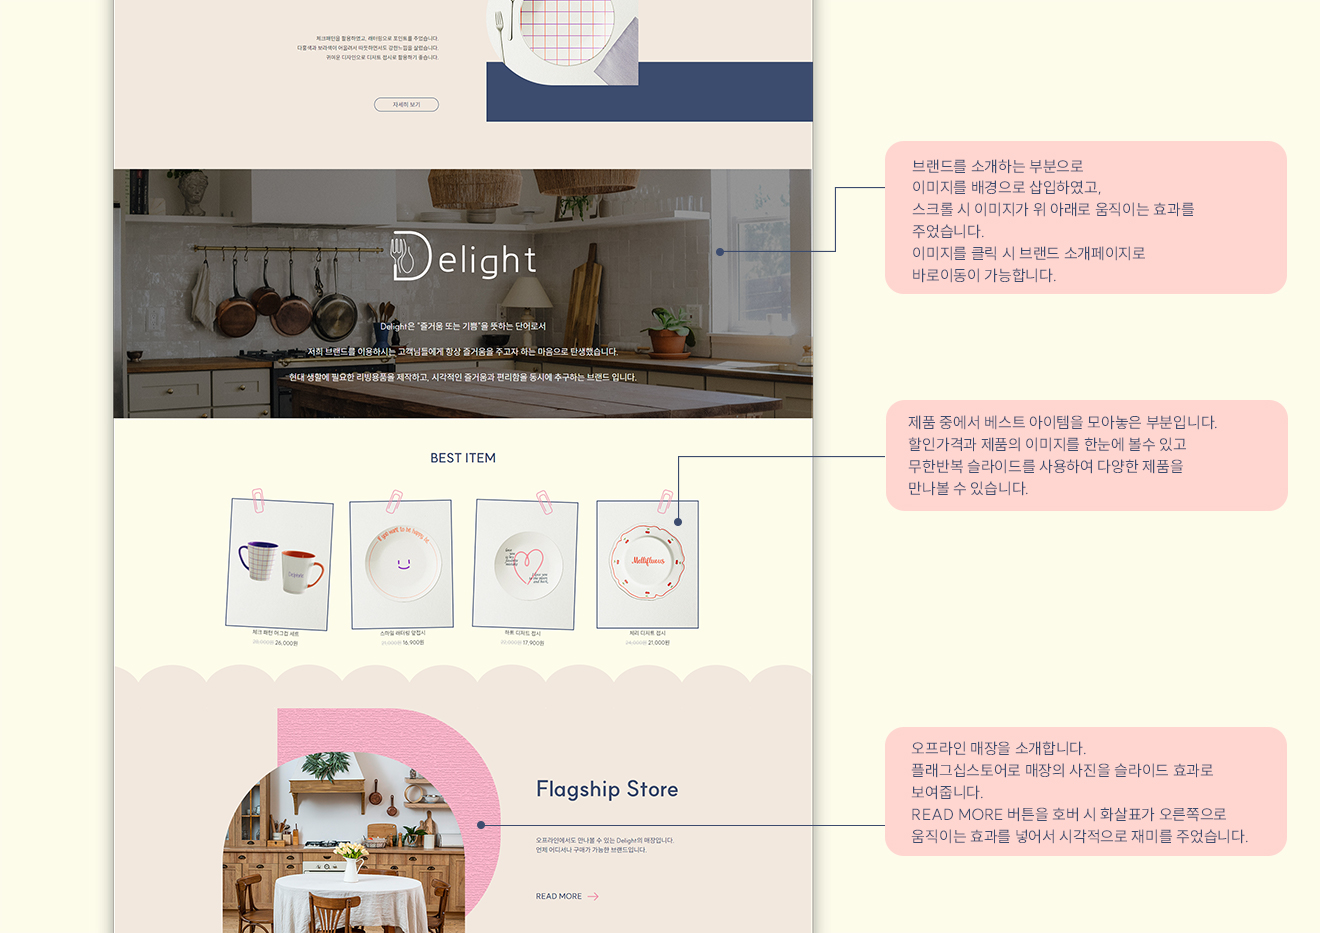 체크패턴을 활용하였고, 레터링으로 포인트를 주었습니다.
다홍색과 보라색이 어울려서 따뜻하면서도 강한느낌을 살렸습니다.
귀여운 디자인으로 디저트 접시로 활용하기 좋습니다.
자세히 보기
브랜드를 소개하는 부분으로
이미지를 배경으로 삽입하였고,
스크롤 시 이미지가 위 아래로 움직이는 효과를
주었습니다.
이미지를 클릭 시 브랜드 소개페이지로
바로이동이 가능합니다.
Delight
Delight은 "즐거움 또는 기쁨"을 뜻하는 단어로서
저희 브랜드를 이용하시는 고객님들에게 항상 즐거움을 주고자 하는 마음으로 탄생했습니다.
현대 생활에 필요한 리빙용품을 제작하고, 시각적인 즐거움과 편리함을 동시에 추구하는 브랜드 입니다.
제품 중에서 베스트 아이템을 모아놓은 부분입니다.
할인가격과 제품의 이미지를 한눈에 볼수 있고
무한반복 슬라이드를 사용하여 다양한 제품을
만나볼 수 있습니다.
BEST ITEM
I just want to be happy
Mellifluous
체크 패턴 머그컵 세트
26,000원
스마일 레터링 앞접시
16,900원
하트 디저트 접시
17,900원
체리 디저트 접시
21,000원
오프라인 매장을 소개합니다.
플래그십스토어로 매장의 사진을 슬라이드 효과로
보여줍니다.
READ MORE 버튼을 호버 시 화살표가 오른쪽으로
움직이는 효과를 넣어서 시각적으로 재미를 주었습니다.
Flagship Store
오프라인에서도 만나볼 수 있는 Delight의 매장입니다.
언제 어디서나 구매가 가능한 브랜드입니다.
READ MORE